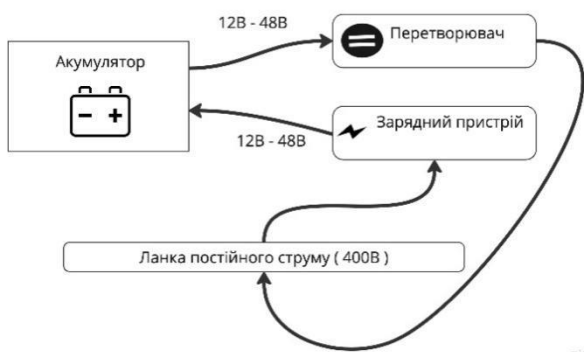 12В - 48В
Перетворювач
Акумулятор
Зарядний пристрій
12В - 48В
Ланка постійного струму ( 400В )